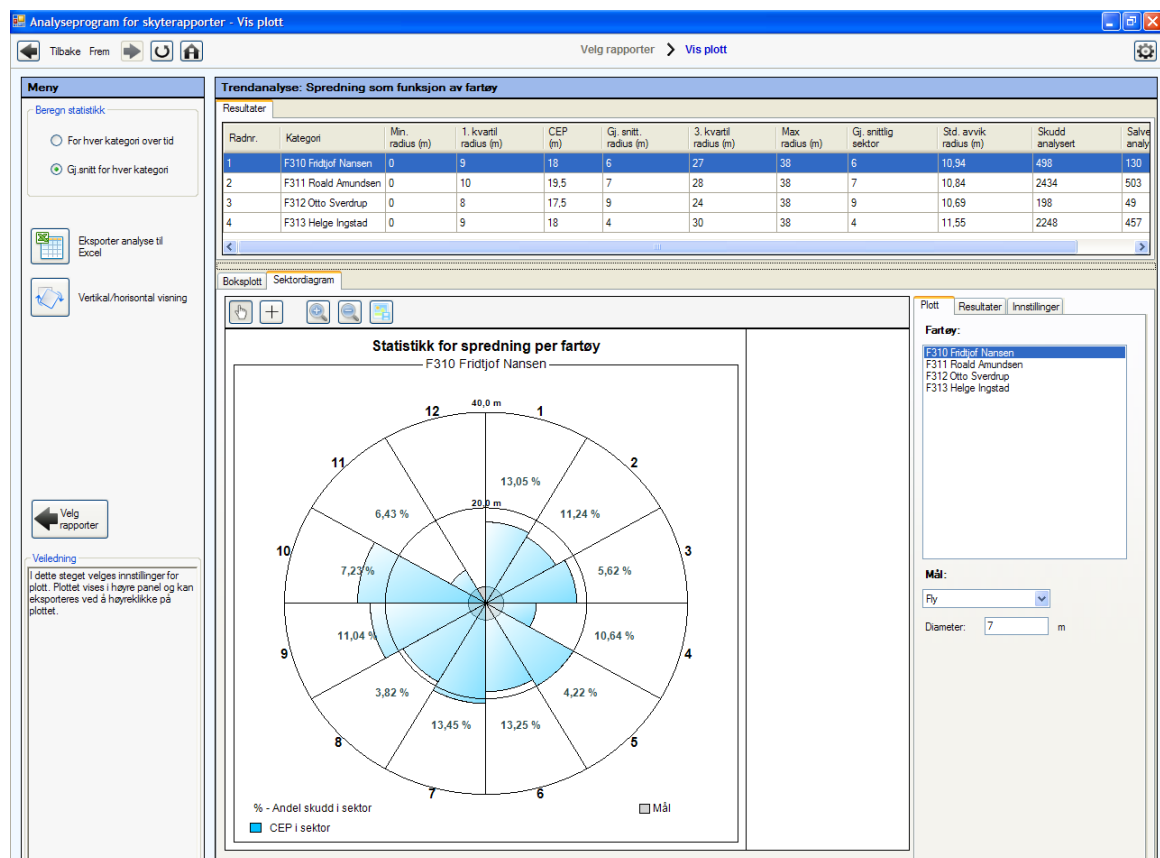 Analyseprogram for skyterapporter - Vis plott
Tilbake Frem
Velg rapporter Vis plott
Meny
Beregn statistikk
For hver kategori over tid
Gj.snitt for hver kategori
Eksporter analyse til
Excel
Vertikal/horisontal visning
Velg
rapporter
Veiledning
I dette steget velges innstillinger for
plott. Plottet vises i høyre panel og kan
eksporteres ved å høyreklikke på
plottet.
Trendanalyse: Spredning som funksjon av fartøy
Resultater
Radnr. Kategori Min. radius (m) 1. kvartil radius (m) CEP (m) Gj. snitt. radius (m) 3. kvartil radius (m) Max radius (m) Gj. snittlig sektor Std. avvik radius (m) Skudd analysert Salve analy
1 F310 Fridtjof Nansen 0 9 18 6 27 38 6 10,94 498 130
2 F311 Roald Amundsen 0 10 19,5 7 28 38 7 10,84 2434 503
3 F312 Otto Sverdrup 0 8 17,5 9 24 38 9 10,69 198 49
4 F313 Helge Ingstad 0 9 18 4 30 38 4 11,55 2248 457
Boksplott Sektordiagram
Statistikk for spredning per fartøy
F310 Fridtjof Nansen
40,0 m
12 1
11 2
13,05 %
20,0 m
6,43 % 11,24 %
10 3
7,23 % 5,62 %
11,04 % 10,64 %
9 4
3,82 % 4,22 %
13,45 % 13,25 %
8 5
7 6
% - Andel skudd i sektor
Mål
CEP i sektor
Plott Resultater Innstillinger
Fartøy:
F310 Fridtjof Nansen
F311 Roald Amundsen
F312 Otto Sverdrup
F313 Helge Ingstad
Mål:
Fly
Diameter: 7 m